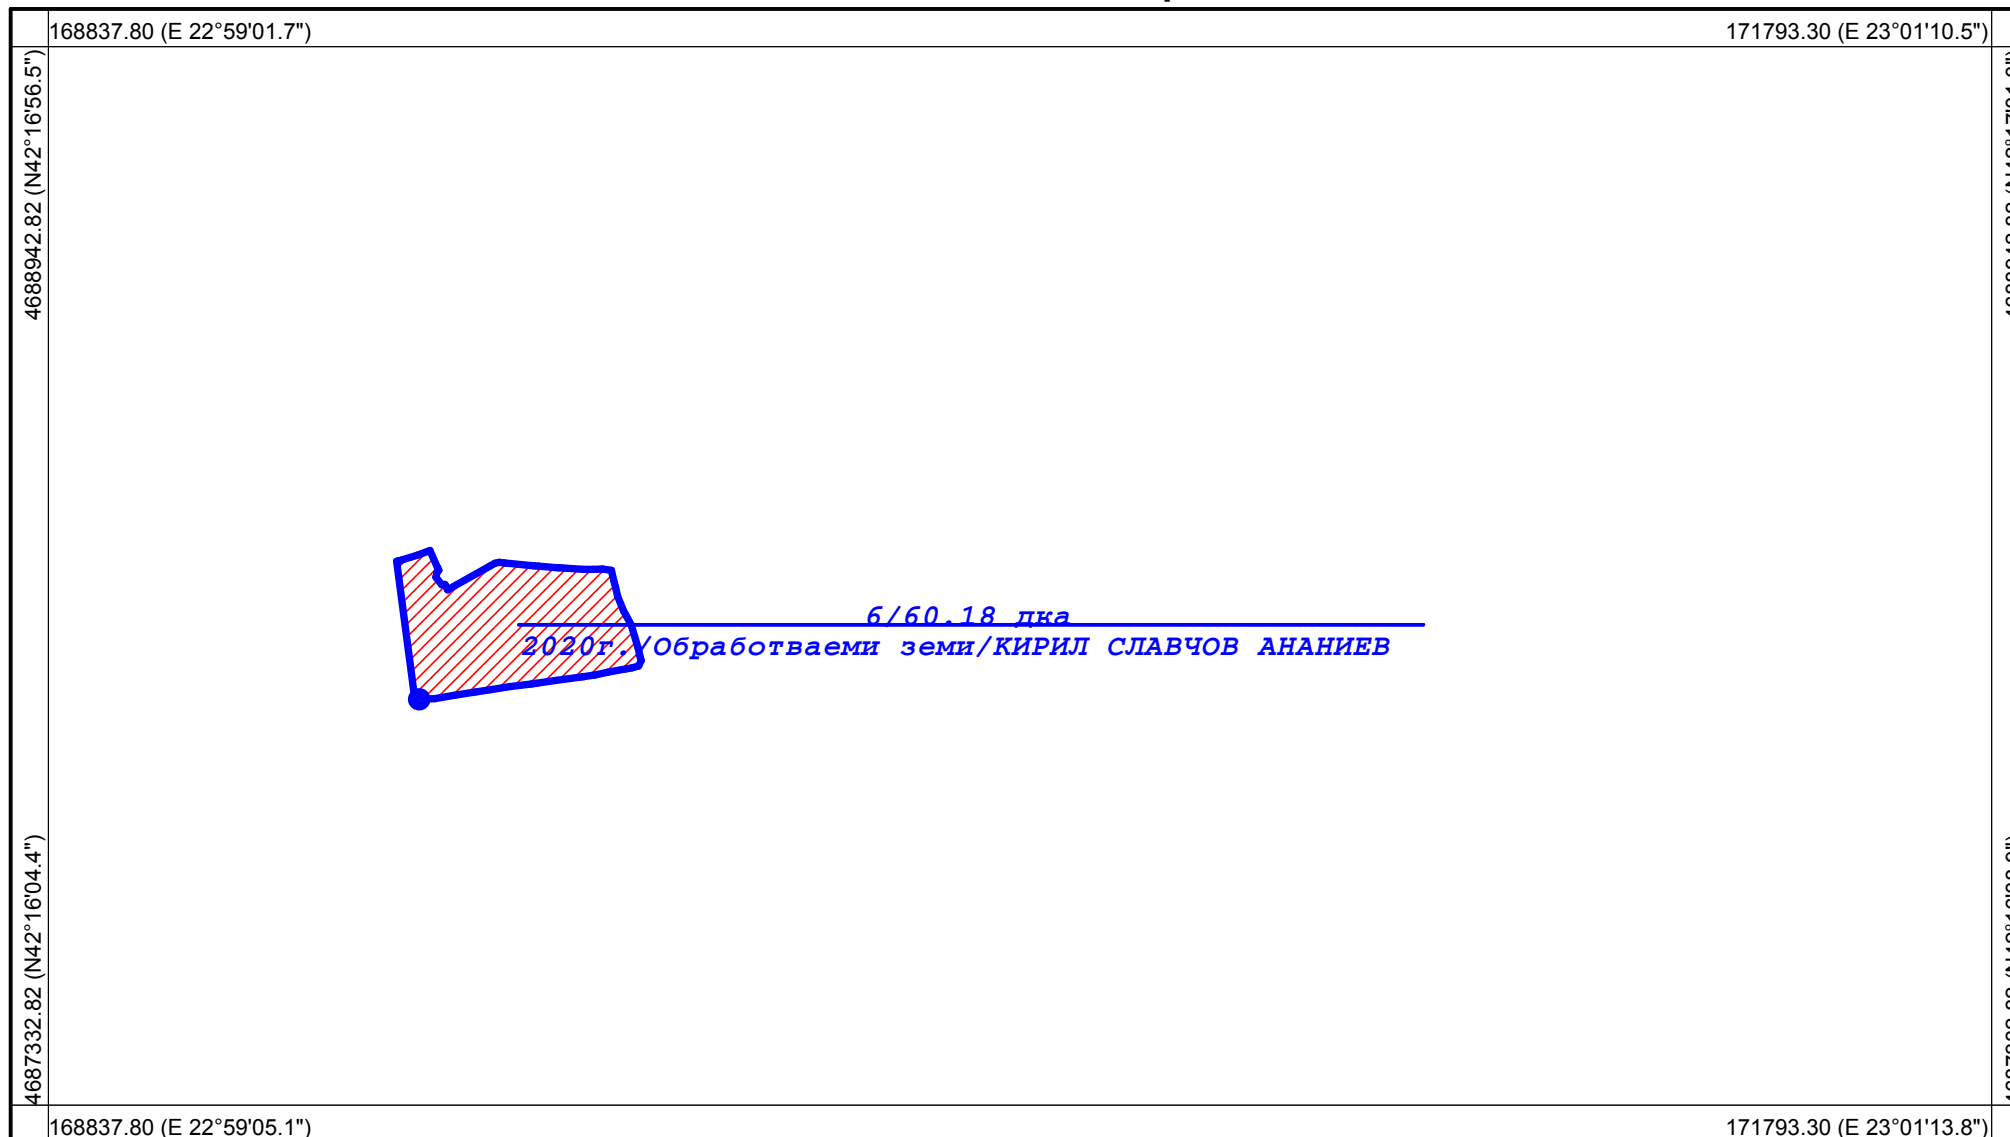 168837.80 (E 22°59'01.7")
171793.30 (E 23°01'10.5")
4688942.82 (N42°16'56.5")
6/60.18 дка
2020г./Обработваеми земи/КИРИЛ СЛАВЧОВ АНАНИЕВ
4687332.82 (N42°16'04.4")
168837.80 (E 22°59'05.1")
171793.30 (E 23°01'13.8")